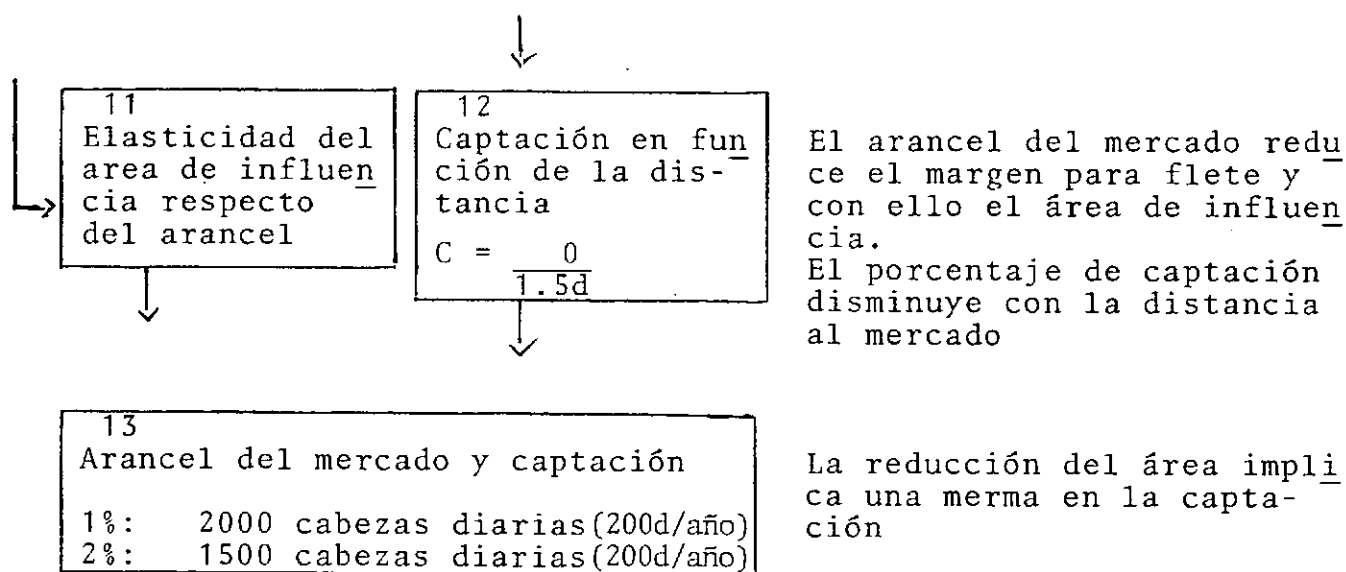 11
Elasticidad del
area de influen
cia respecto
del arancel
12
Captación en fun
ción de la dis-
tancia
C = 0
1.5d
El arancel del mercado redu
ce el margen para flete y
con ello el área de influen
cia.
El porcentaje de captación
disminuye con la distancia
al mercado
13
Arancel del mercado y captación
1%: 2000 cabezas diarias(200d/año)
2%: 1500 cabezas diarias(200d/año)
La reducción del área impli
ca una merma en la capta-
ción